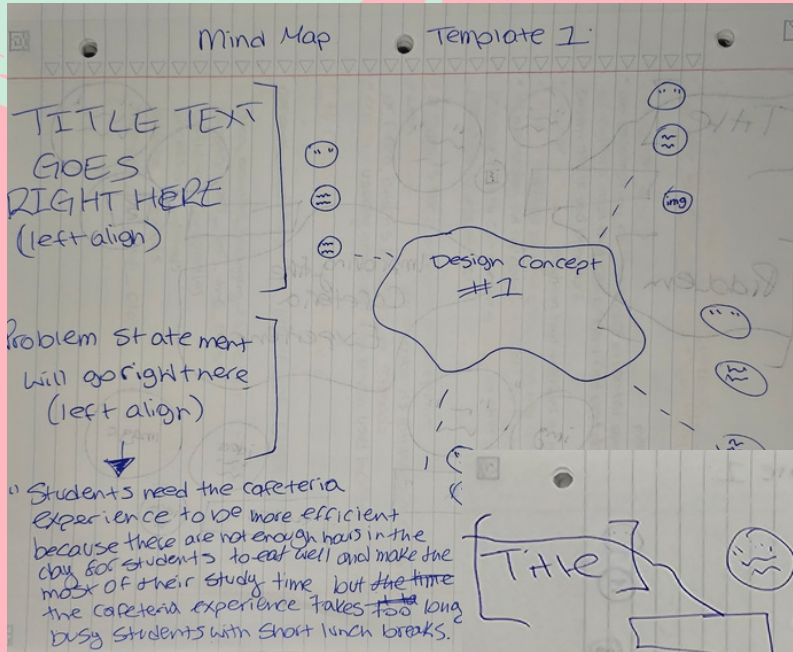 Mind Map Template 1:
TITLE TEXT
GOES
RIGHT HERE
(left align)
Design concept
#1
img
Problem statement
will go right here
(left align)
" Students need the cafeteria
experience to be more efficient
because there are not enough hours in the
day for students to eat well and make the
most of their study time but the time
the cafeteria experience takes too long
busy students with short lunch breaks.
Title